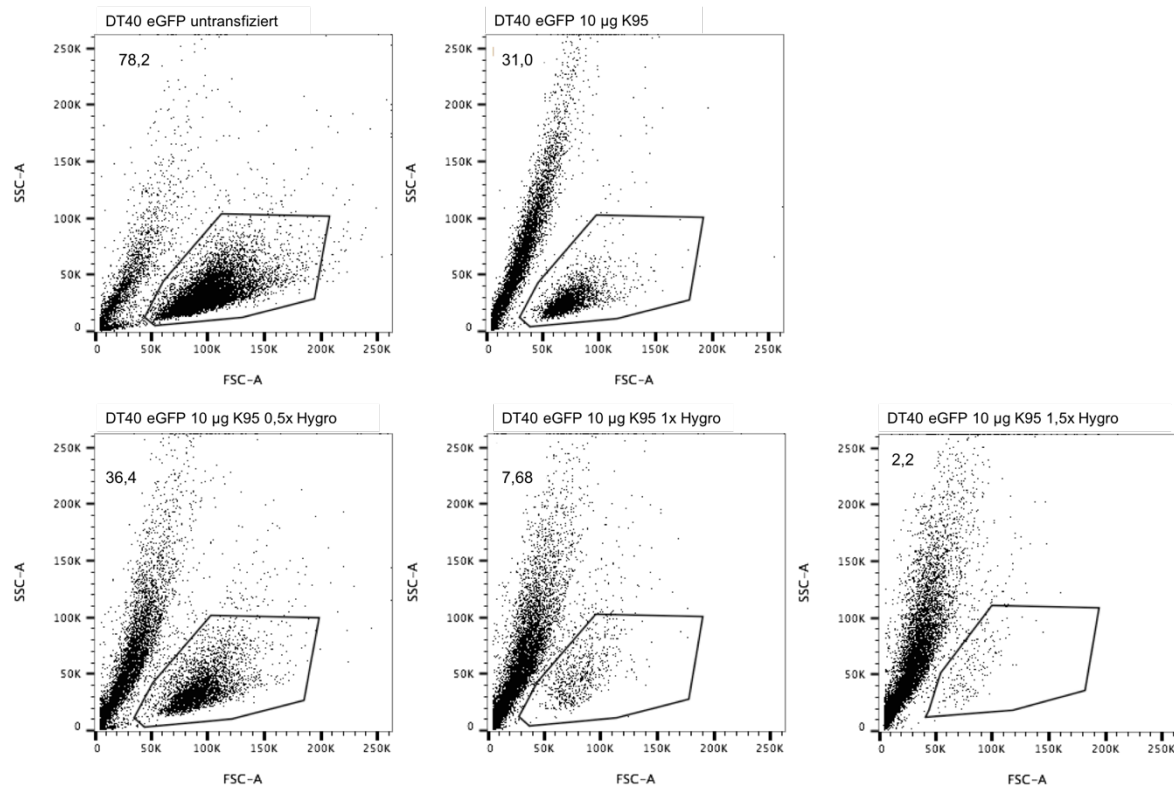 DT40 eGFP untransfiziert
78,2
250K
200K
150K
100K
50K
0
SSC-A
0 50K 100K 150K 200K 250K
FSC-A
DT40 eGFP 10 µg K95
31,0
250K
200K
150K
100K
50K
0
SSC-A
0 50K 100K 150K 200K 250K
FSC-A
DT40 eGFP 10 µg K95 0,5x Hygro
36,4
250K
200K
150K
100K
50K
0
SSC-A
0 50K 100K 150K 200K 250K
FSC-A
DT40 eGFP 10 µg K95 1x Hygro
7,68
250K
200K
150K
100K
50K
0
SSC-A
0 50K 100K 150K 200K 250K
FSC-A
DT40 eGFP 10 µg K95 1,5x Hygro
2,2
250K
200K
150K
100K
50K
0
SSC-A
0 50K 100K 150K 200K 250K
FSC-A